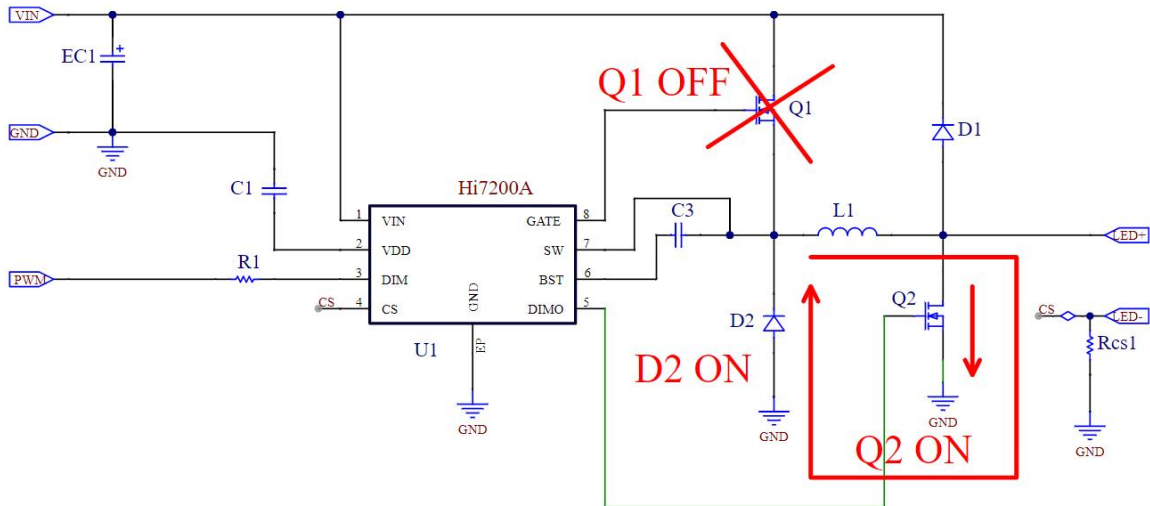 VIN
EC1
GND
GND
C1
Q1 OFF
Q1
D1
Hi7200A
1 VIN GATE 8
2 VDD SW 7
3 DIM BST 6
4 CS DIMO 5
GND
EP
U1
C3
L1
LED+
PWM
R1
CS
D2
Q2
CS
LED-
Rcs1
D2 ON
GND
GND
GND
GND
Q2 ON